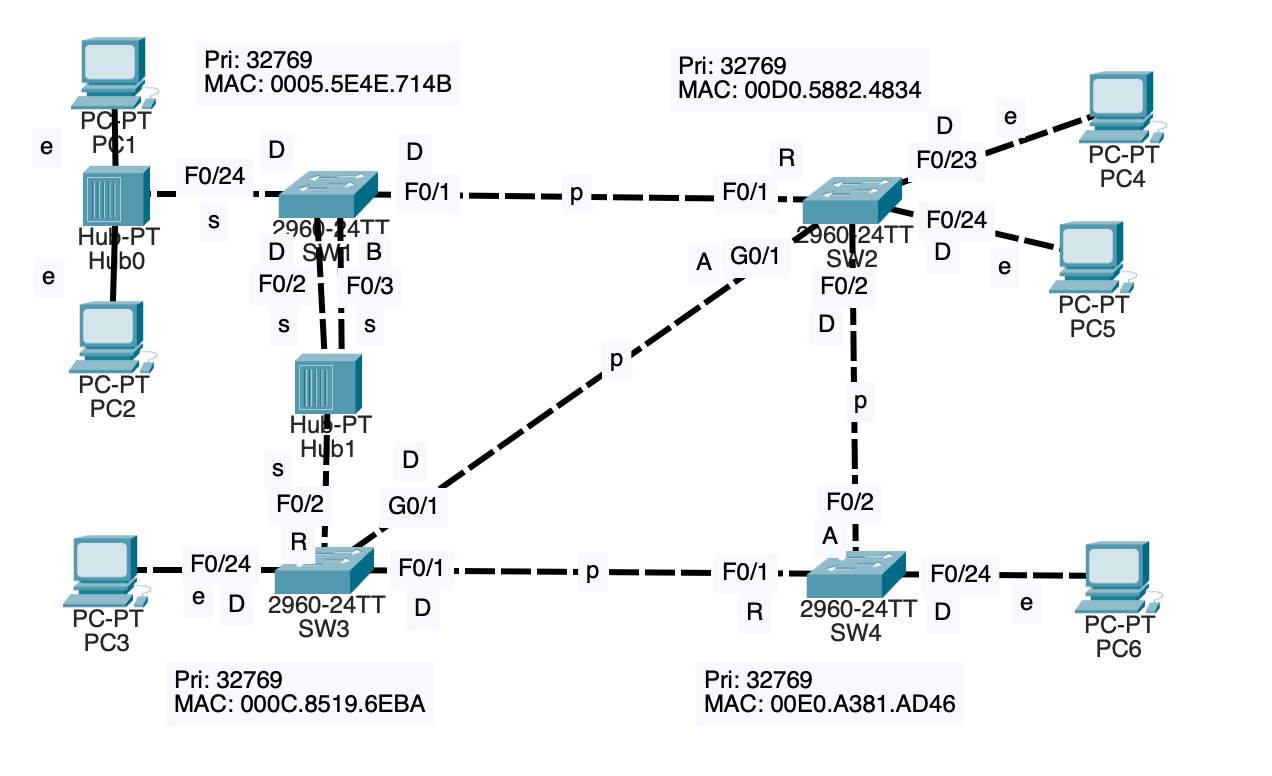 Pri: 32769
MAC: 0005.5E4E.714B
Pri: 32769
MAC: 00D0.5882.4834
PC-PT
PC1
e
D
F0/24
s
D
F0/1
p
R
F0/1
D
F0/23
e
PC-PT
PC4
Hub-PT
Hub0
e
2960-24TT
SW1
D
F0/2
s
B
F0/3
s
2960-24TT
SW2
A
G0/1
F0/2
D
F0/24
D
e
PC-PT
PC5
PC-PT
PC2
Hub-PT
Hub1
p
p
s
F0/2
R
D
G0/1
F0/2
A
F0/24
e
D
PC-PT
PC3
2960-24TT
SW3
F0/1
D
p
F0/1
R
2960-24TT
SW4
F0/24
D
e
PC-PT
PC6
Pri: 32769
MAC: 000C.8519.6EBA
Pri: 32769
MAC: 00E0.A381.AD46